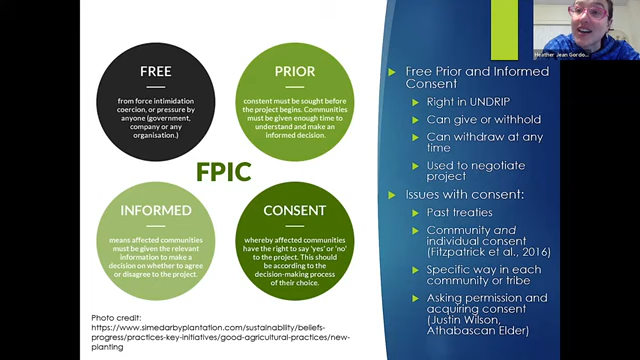 FREE
from force intimidation
coercion, or pressure by
anyone (government,
company or any
organisation.)
PRIOR
constent must be sought before
the project begins. Communities
must be given enough time to
understand and make an
informed decision.
FPIC
INFORMED
means affected communities
must be given the relevant
information to make a
decision on whether to agree
or disagree to the project.
CONSENT
whereby affected communities
have the right to say 'yes' or 'no'
to the project. This should
be according to the
decision-making process
of their choice.
Photo credit:
https://www.simedarbyplantation.com/sustainability/beliefs-
progress/practices-key-initiatives/good-agricultural-practices/new-
planting
Heather Jean Gordo...
Free Prior and Informed
Consent
Right in UNDRIP
Can give or withhold
Can withdraw at any
time
Used to negotiate
project
Issues with consent:
Past treaties
Community and
individual consent
(Fitzpatrick et al., 2016)
Specific way in each
community or tribe
Asking permission and
acquiring consent
(Justin Wilson,
Athabascan Elder)